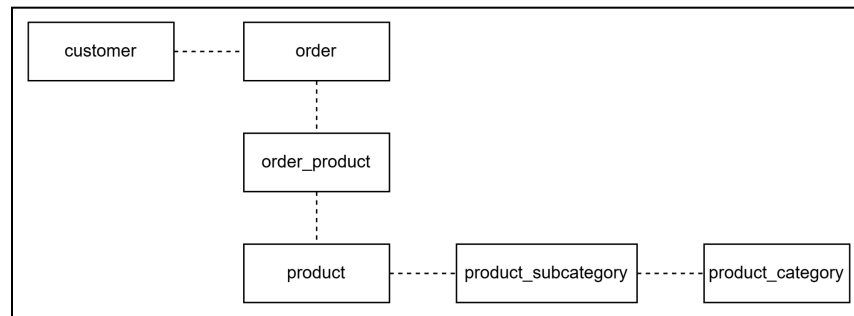 customer
order
order_product
product
product_subcategory
product_category